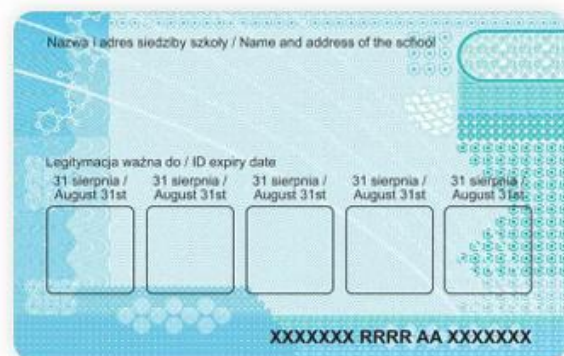 Nazwa i adres siedziby szkoły / Name and address of the school
Legitymacja ważna do / ID expiry date
31 sierpnia / 31 sierpnia / 31 sierpnia / 31 sierpnia / 31 sierpnia /
August 31st August 31st August 31st August 31st August 31st
XXXXXXX RRRR AA XXXXXXX